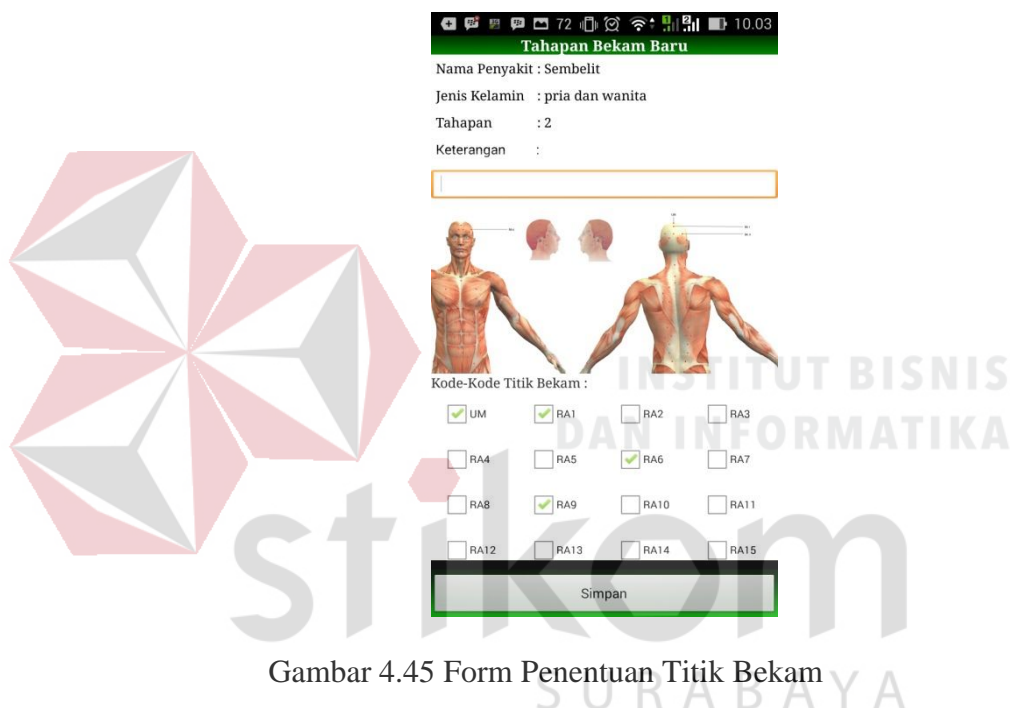 72 10.03
Tahapan Bekam Baru
Nama Penyakit : Sembelit
Jenis Kelamin : pria dan wanita
Tahapan : 2
Keterangan :
Kode-Kode Titik Bekam :
UM RA1 RA2 RA3
RA4 RA5 RA6 RA7
RA8 RA9 RA10 RA11
RA12 RA13 RA14 RA15
Simpan
INSTITUT BISNIS
DAN INFORMATIKA
stikom
SURABAYA
Gambar 4.45 Form Penentuan Titik Bekam